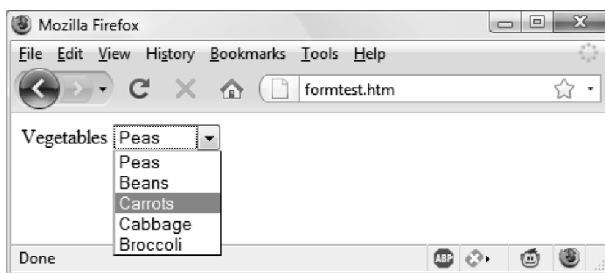 Mozilla Firefox
File Edit View History Bookmarks Tools Help
formtest.htm
Vegetables Peas
Peas
Beans
Carrots
Cabbage
Broccoli
Done ABP